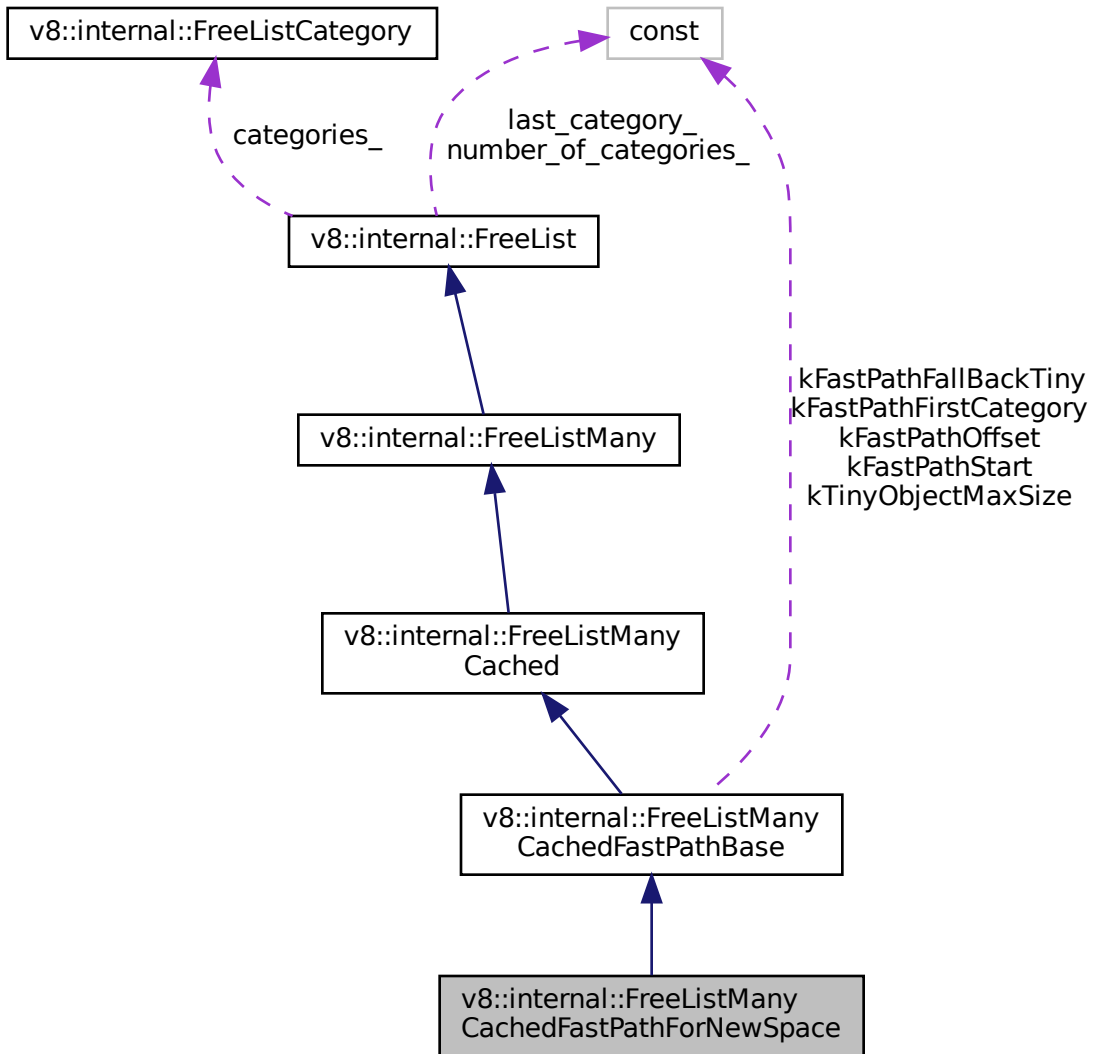 v8::internal::FreeListCategory
const
last_category_
number_of_categories_
categories_
v8::internal::FreeList
kFastPathFallBackTiny
kFastPathFirstCategory
kFastPathOffset
kFastPathStart
kTinyObjectMaxSize
v8::internal::FreeListMany
v8::internal::FreeListMany
Cached
v8::internal::FreeListMany
CachedFastPathBase
v8::internal::FreeListMany
CachedFastPathForNewSpace